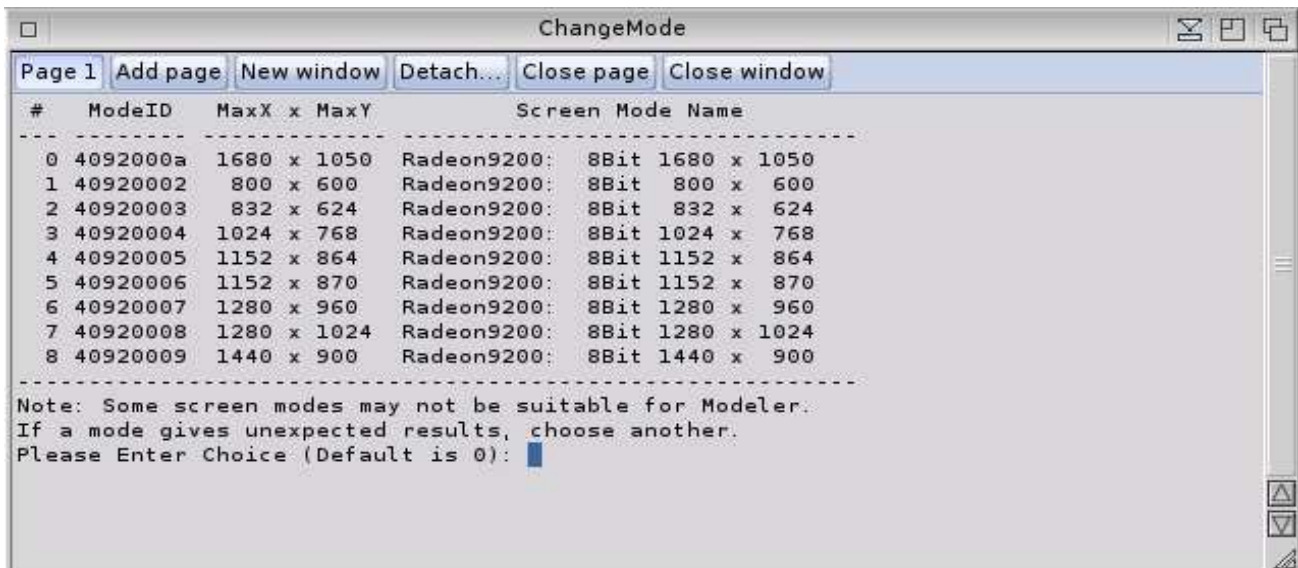 ChangeMode
Page 1 Add page New window Detach... Close page Close window
#   ModeID   MaxX x MaxY        Screen Mode Name
--- -------- ------------- --------------------------------
0 4092000a  1680 x 1050  Radeon9200:  8Bit 1680 x 1050
1 40920002   800 x 600   Radeon9200:  8Bit  800 x  600
2 40920003   832 x 624   Radeon9200:  8Bit  832 x  624
3 40920004  1024 x 768   Radeon9200:  8Bit 1024 x  768
4 40920005  1152 x 864   Radeon9200:  8Bit 1152 x  864
5 40920006  1152 x 870   Radeon9200:  8Bit 1152 x  870
6 40920007  1280 x 960   Radeon9200:  8Bit 1280 x  960
7 40920008  1280 x 1024  Radeon9200:  8Bit 1280 x 1024
8 40920009  1440 x 900   Radeon9200:  8Bit 1440 x  900
-----------------------------------------------------------
Note: Some screen modes may not be suitable for Modeler.
If a mode gives unexpected results, choose another.
Please Enter Choice (Default is 0):